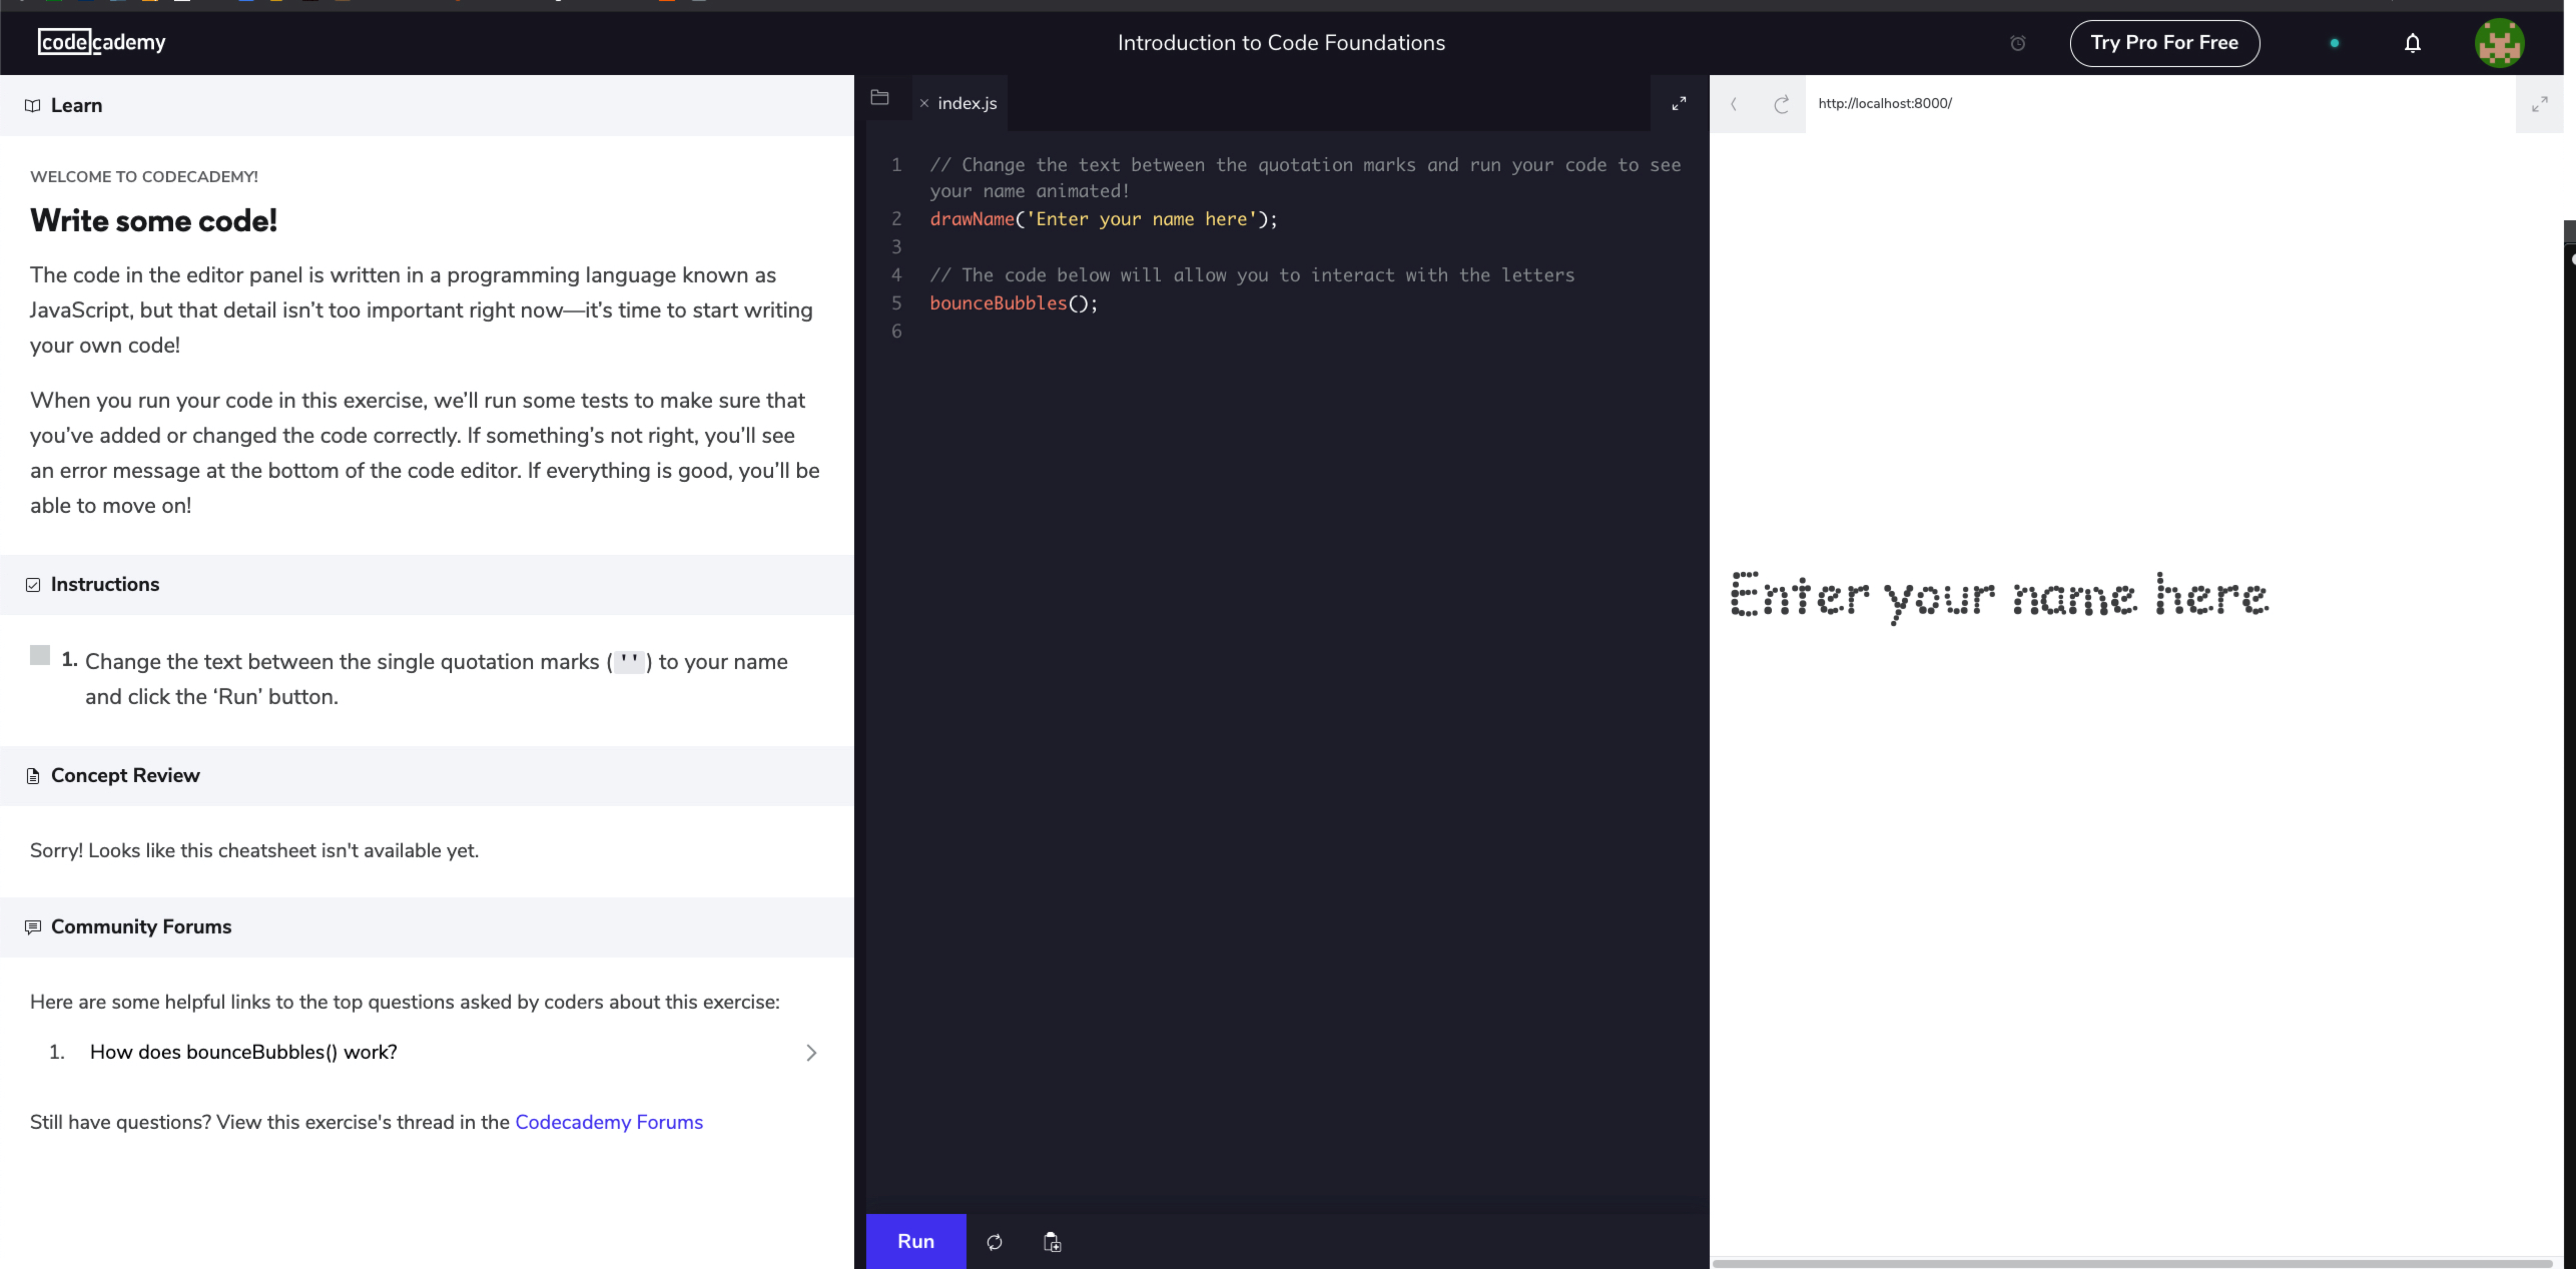 codecademy
Introduction to Code Foundations
Try Pro For Free
Learn
WELCOME TO CODECADEMY!
Write some code!
The code in the editor panel is written in a programming language known as
JavaScript, but that detail isn’t too important right now—it’s time to start writing
your own code!
When you run your code in this exercise, we’ll run some tests to make sure that
you’ve added or changed the code correctly. If something’s not right, you’ll see
an error message at the bottom of the code editor. If everything is good, you’ll be
able to move on!
Instructions
1. Change the text between the single quotation marks ( '' ) to your name
and click the ‘Run’ button.
Concept Review
Sorry! Looks like this cheatsheet isn't available yet.
Community Forums
Here are some helpful links to the top questions asked by coders about this exercise:
1. How does bounceBubbles() work?
Still have questions? View this exercise's thread in the Codecademy Forums
index.js
1 // Change the text between the quotation marks and run your code to see
your name animated!
2 drawName('Enter your name here');
3
4 // The code below will allow you to interact with the letters
5 bounceBubbles();
6
Run
http://localhost:8000/
Enter your name here